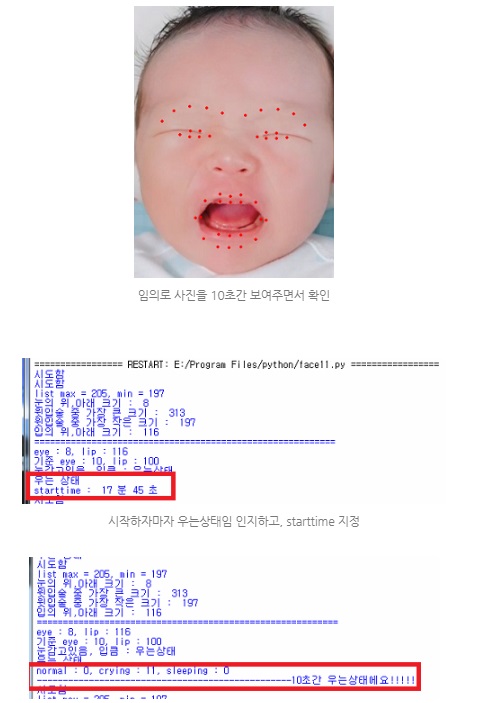 임의로 사진을 10초간 보여주면서 확인
================= RESTART: E:/Program Files/python/face11.py =================
시도함
시도함
list max = 205, min = 197
눈의 위,아래 크기 :  8
윗입술 중 가장 큰 크기 :  313
윗입술 중 가장 작은 크기 :  197
입의 위,아래 크기 :  116
==========================================================
eye : 8, lip : 116
기준 eye : 10, lip : 100
눈감고있음, 입큼 : 우는상태
우는 상태
starttime :  17 분 45 초
시도함
시작하자마자 우는상태임 인지하고, starttime 지정
시도함
list max = 205, min = 197
눈의 위,아래 크기 :  8
윗입술 중 가장 큰 크기 :  313
윗입술 중 가장 작은 크기 :  197
입의 위,아래 크기 :  116
==========================================================
eye : 8, lip : 116
기준 eye : 10, lip : 100
눈감고있음, 입큼 : 우는상태
우는 상태
normal : 0, crying : 11, sleeping : 0
-------------------------------------------------10초간 우는상태에요!!!!!
시도함
list max = 205, min = 197